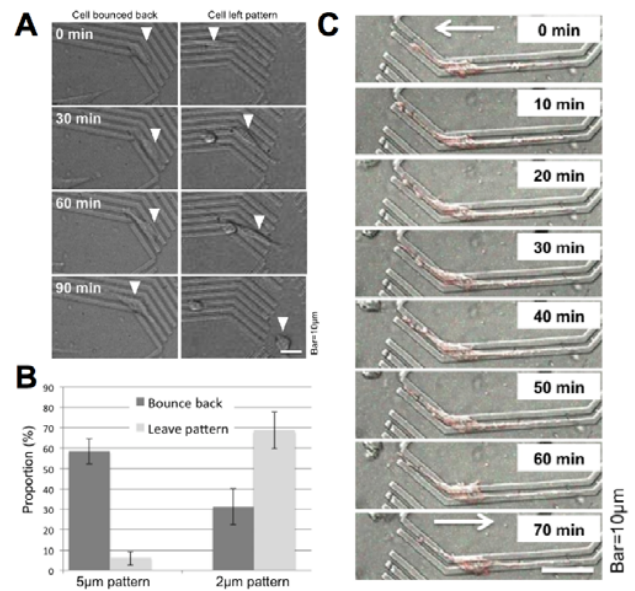 A
Cell bounced back
Cell left pattern
0 min
30 min
60 min
90 min
Bar=10μm
B
Proportion (%)
90
80
70
60
50
40
30
20
10
0
Bounce back
Leave pattern
5μm pattern
2μm pattern
C
0 min
10 min
20 min
30 min
40 min
50 min
60 min
70 min
Bar=10μm